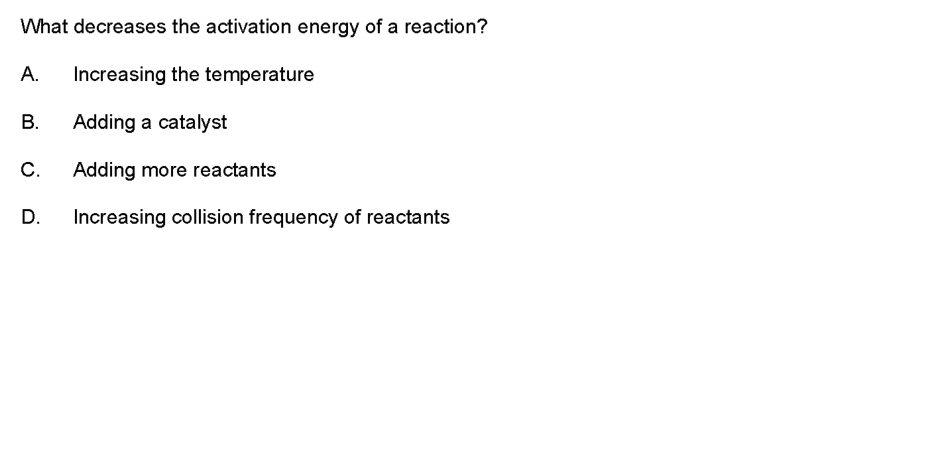 What decreases the activation energy of a reaction?
A. Increasing the temperature
B. Adding a catalyst
C. Adding more reactants
D. Increasing collision frequency of reactants